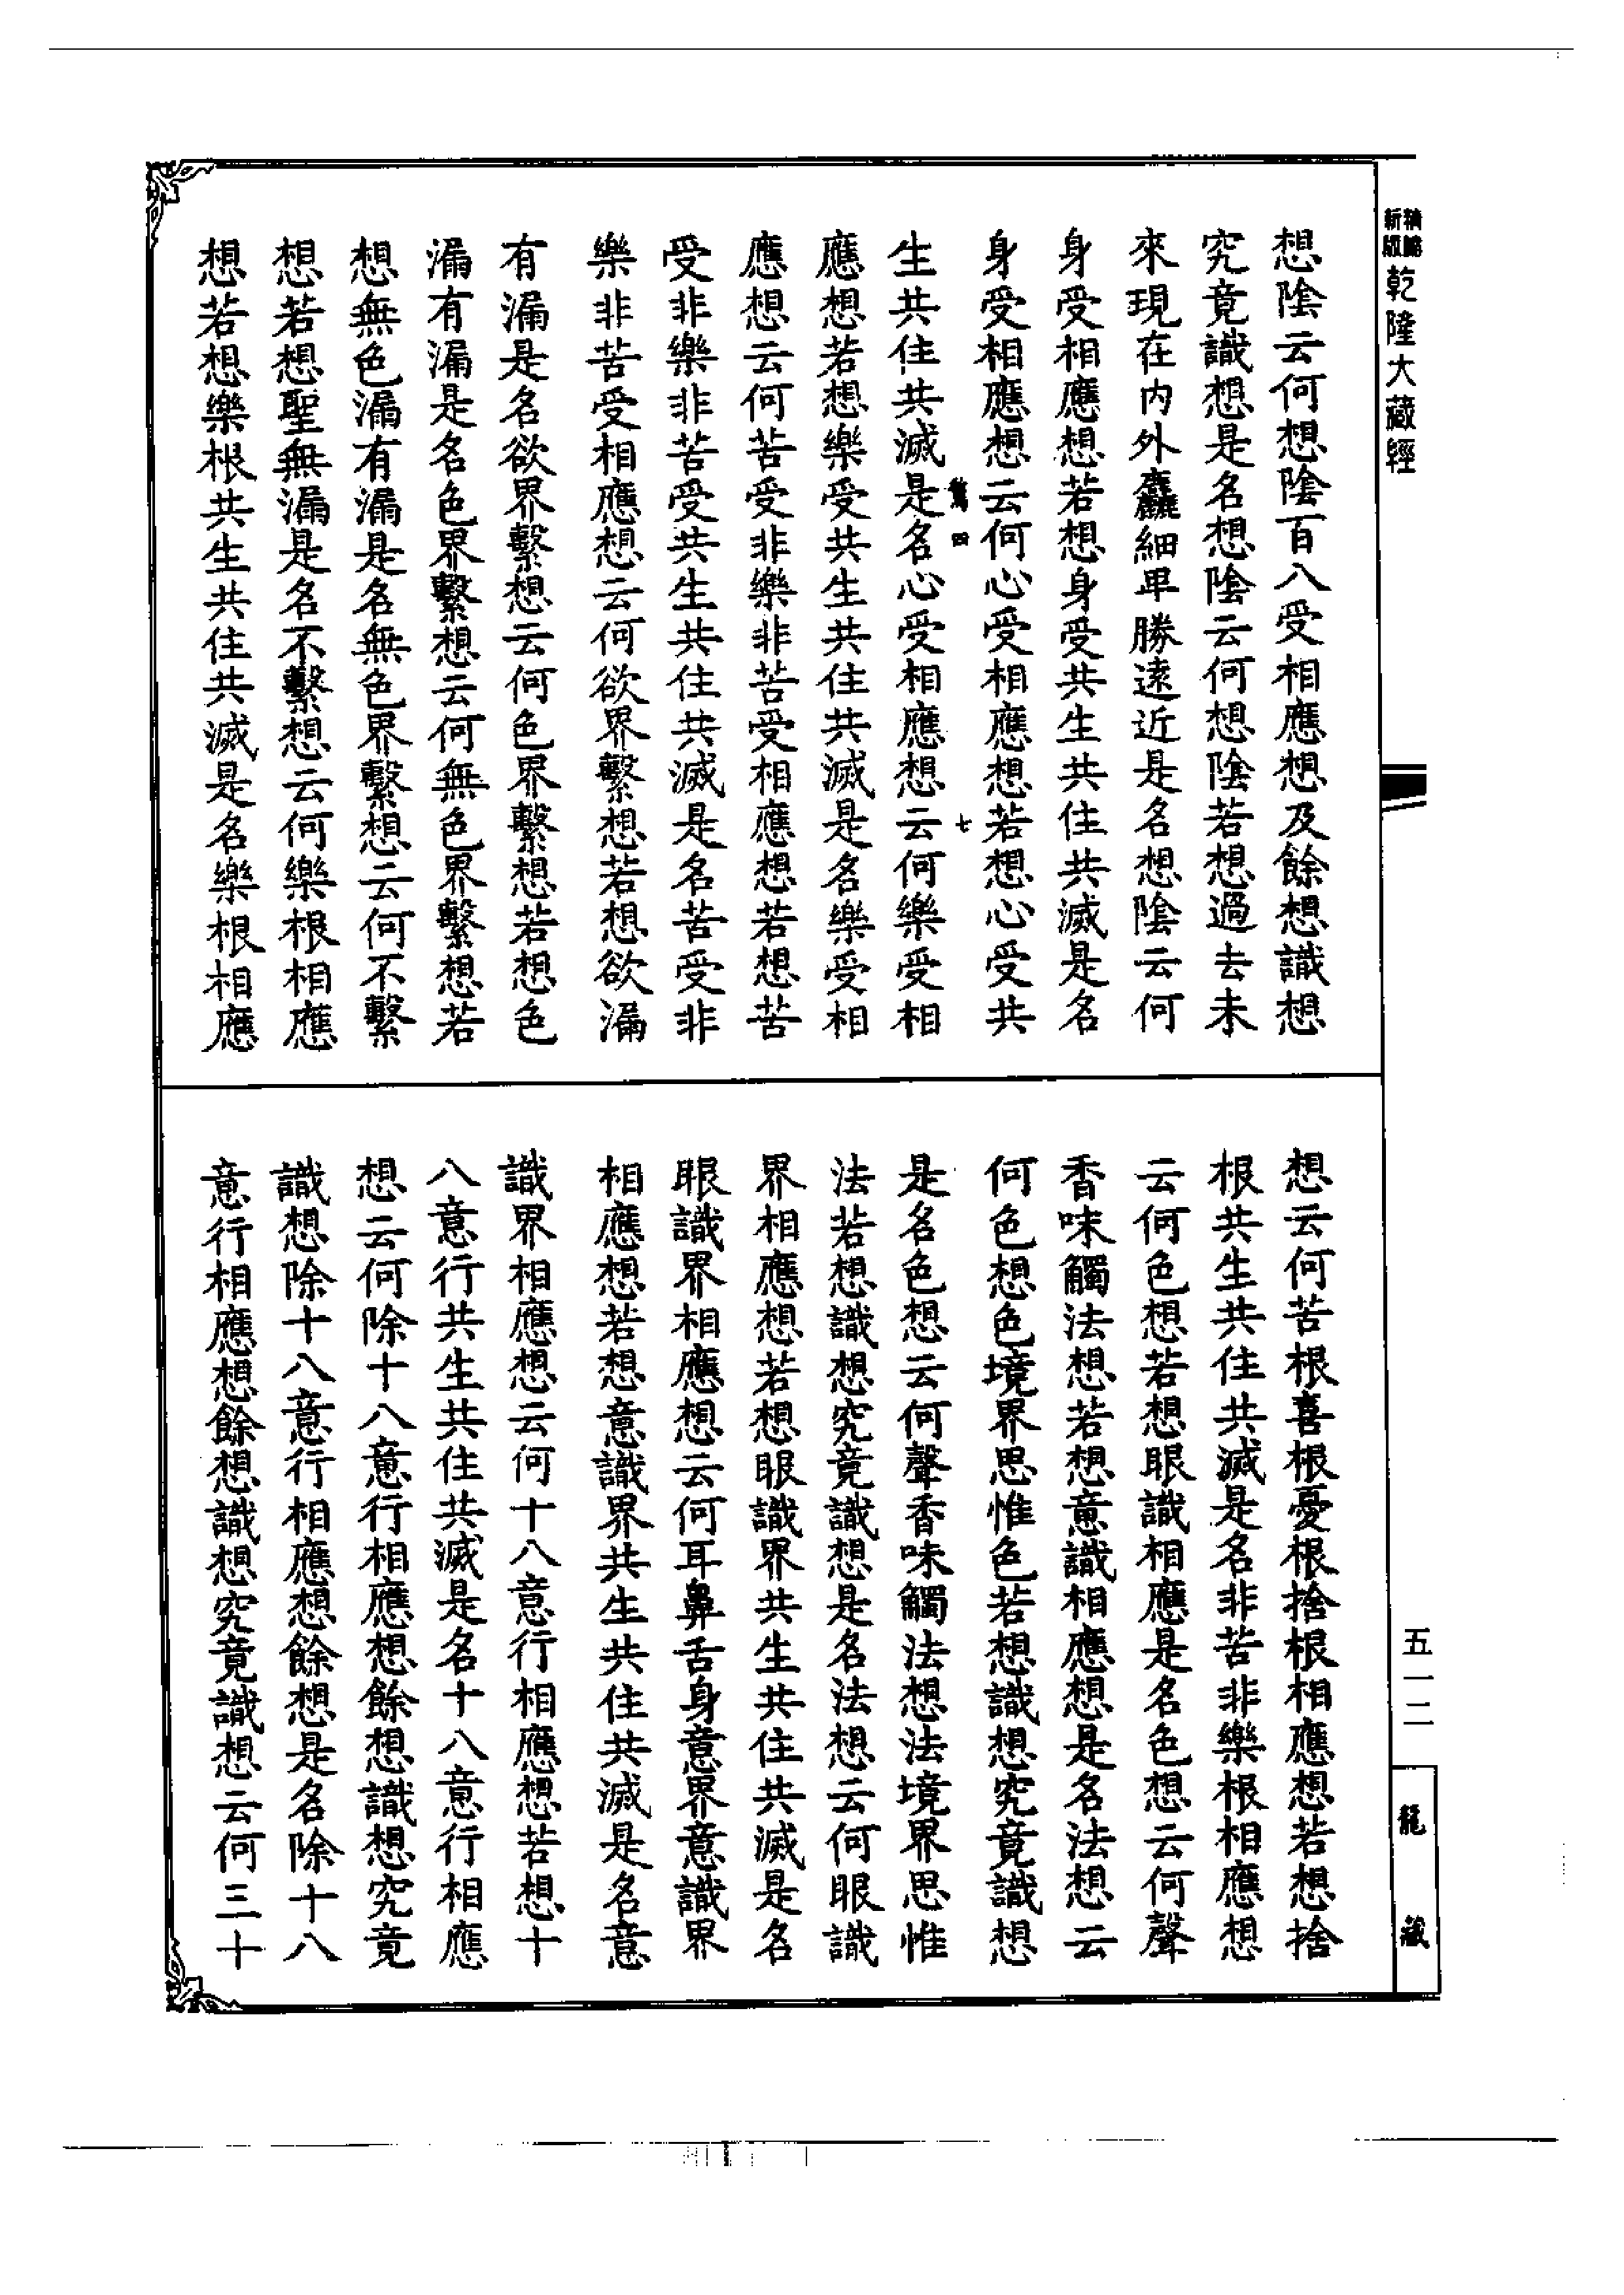 新編縮版乾隆大藏經
想陰云何想陰百八受相應想及餘想識想
究竟識想是名想陰云何想陰若想過去未
來現在内外麤細卑勝遠近是名想陰云何
身受相應想若想身受共生共住共滅是名
身受相應想云何心受相應想若想心受共
四 七
生共住共滅是名心受相應想云何樂受相
應想若想樂受共生共住共滅是名樂受相
應想云何苦受非樂非苦受相應想若想苦
受非樂非苦受共生共住共滅是名苦受非
樂非苦受相應想云何欲界繫想若想欲漏
有漏是名欲界繫想云何色界繫想若想色
漏有漏是名色界繫想云何無色界繫想若
想無色漏有漏是名無色界繫想云何不繫
想若想聖無漏是名不繫想云何樂根相應
想若想樂根共生共住共滅是名樂根相應
想云何苦根喜根憂根捨根相應想若想捨
根共生共住共滅是名非苦非樂根相應想
云何色想若想眼識相應是名色想云何聲
香味觸法想若想意識相應想是名法想云
何色想色境界思惟色若想識想究竟識想
是名色想云何聲香味觸法想法境界思惟
法若想識想究竟識想是名法想云何眼識
界相應想若想眼識界共生共住共滅是名
眼識界相應想云何耳鼻舌身意界意識界
相應想若想意識界共生共住共滅是名意
識界相應想云何十八意行相應想若想十
八意行共生共住共滅是名十八意行相應
想云何除十八意行相應想餘想識想究竟
識想除十八意行相應想餘想是名除十八
意行相應想餘想識想究竟識想云何三十
五一二
龍藏